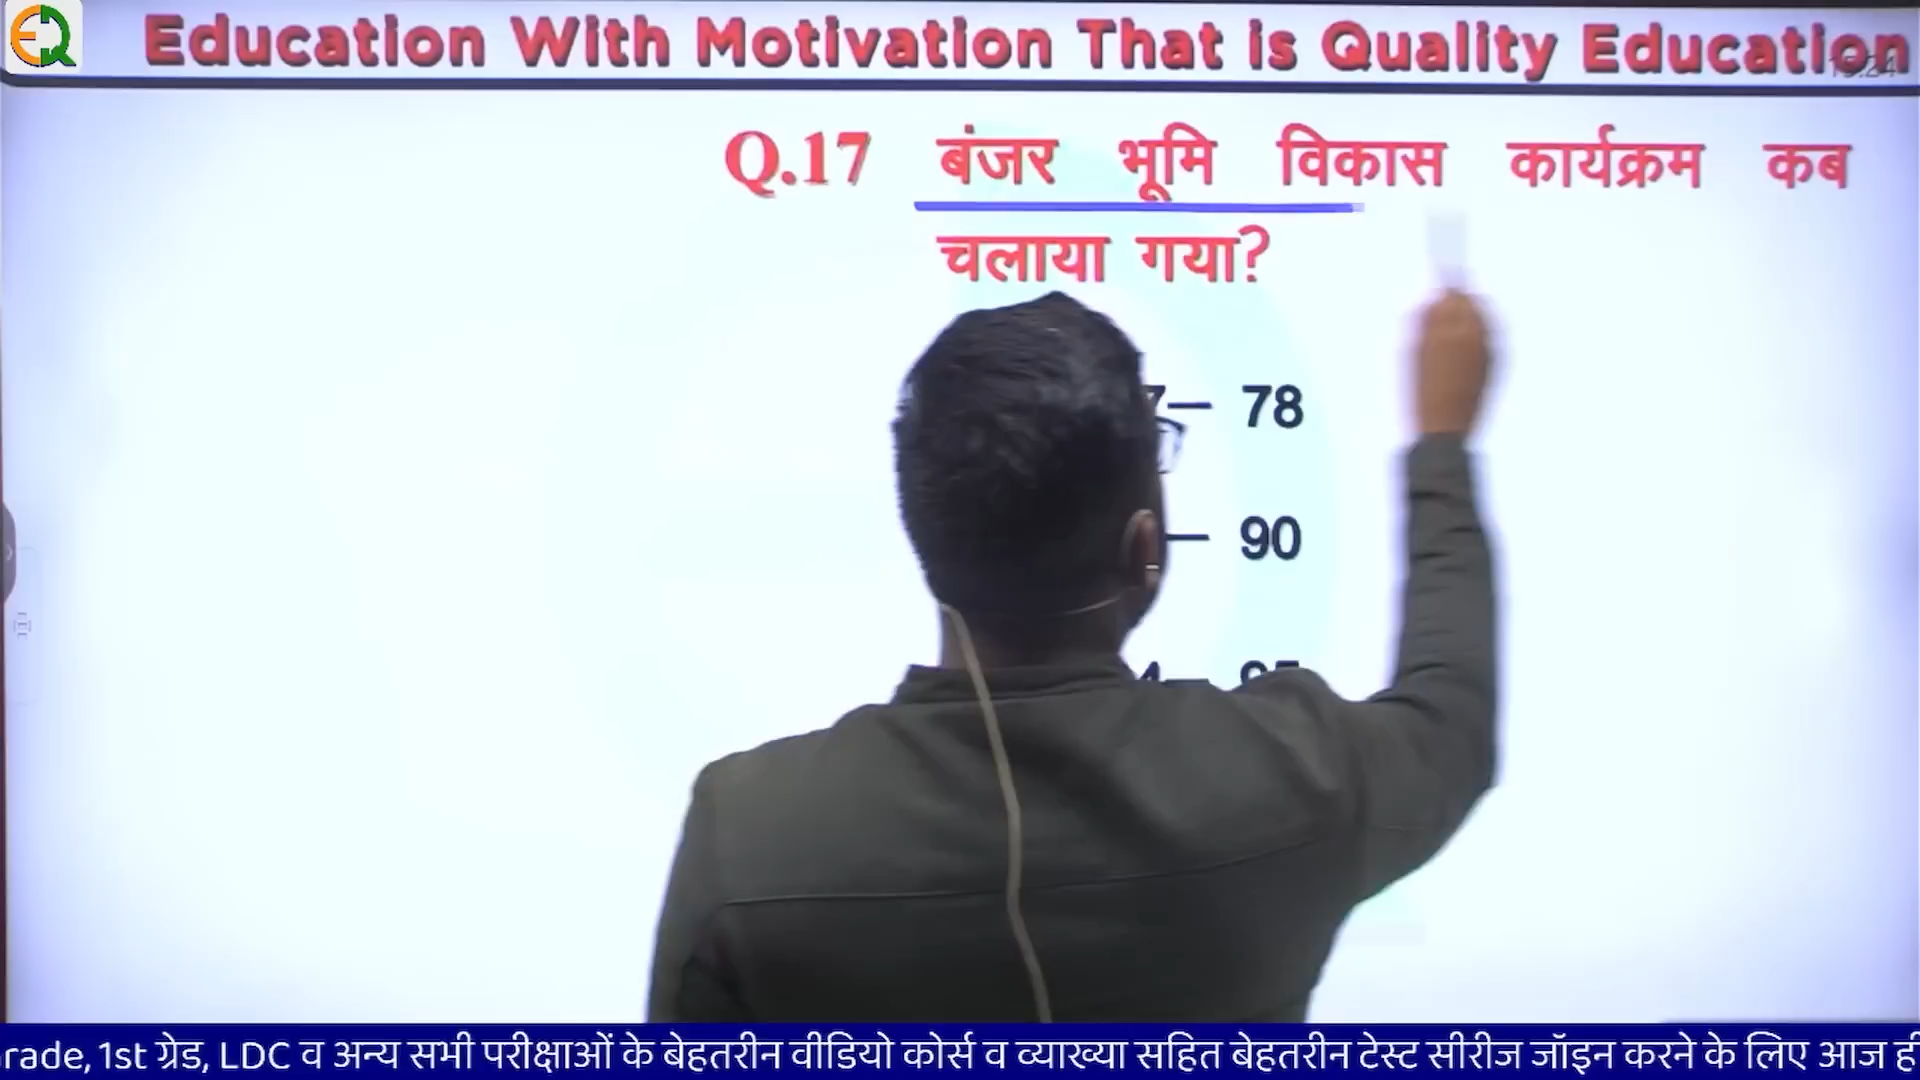 Education With Motivation That is Quality Education
Q.17 बंजर भूमि विकास कार्यक्रम कब
चलाया गया?
7— 78
— 90
rade, 1st ग्रेड, LDC व अन्य सभी परीक्षाओं के बेहतरीन वीडियो कोर्स व व्याख्या सहित बेहतरीन टेस्ट सीरीज जॉइन करने के लिए आज ही